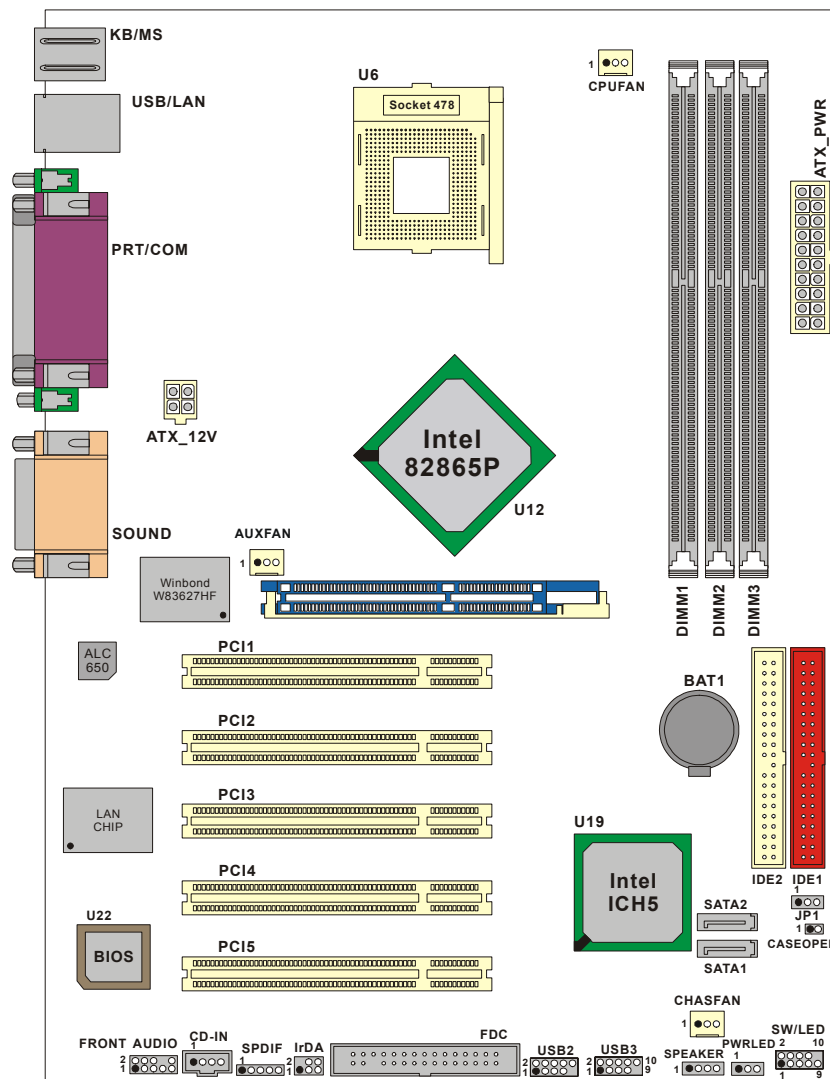 KB/MS
1
CPUFAN
U6
Socket 478
USB/LAN
ATX_PWR
PRT/COM
ATX_12V
Intel
82865P
U12
SOUND
AUXFAN
1
Winbond
W83627HF
DIMM1
DIMM2
DIMM3
ALC
650
PCI1
BAT1
PCI2
PCI3
LAN
CHIP
U19
PCI4
IDE2
IDE1
Intel
ICH5
1
JP1
SATA2
1
CASEOPEN
U22
BIOS
PCI5
SATA1
CHASFAN
1
FRONT AUDIO
2
1
CD-IN
1
SPDIF
1
IrDA
2
1
FDC
USB2
2
1
USB3
2
1
10
9
SPEAKER
1
PWRLED
1
SW/LED
2
10
1
9